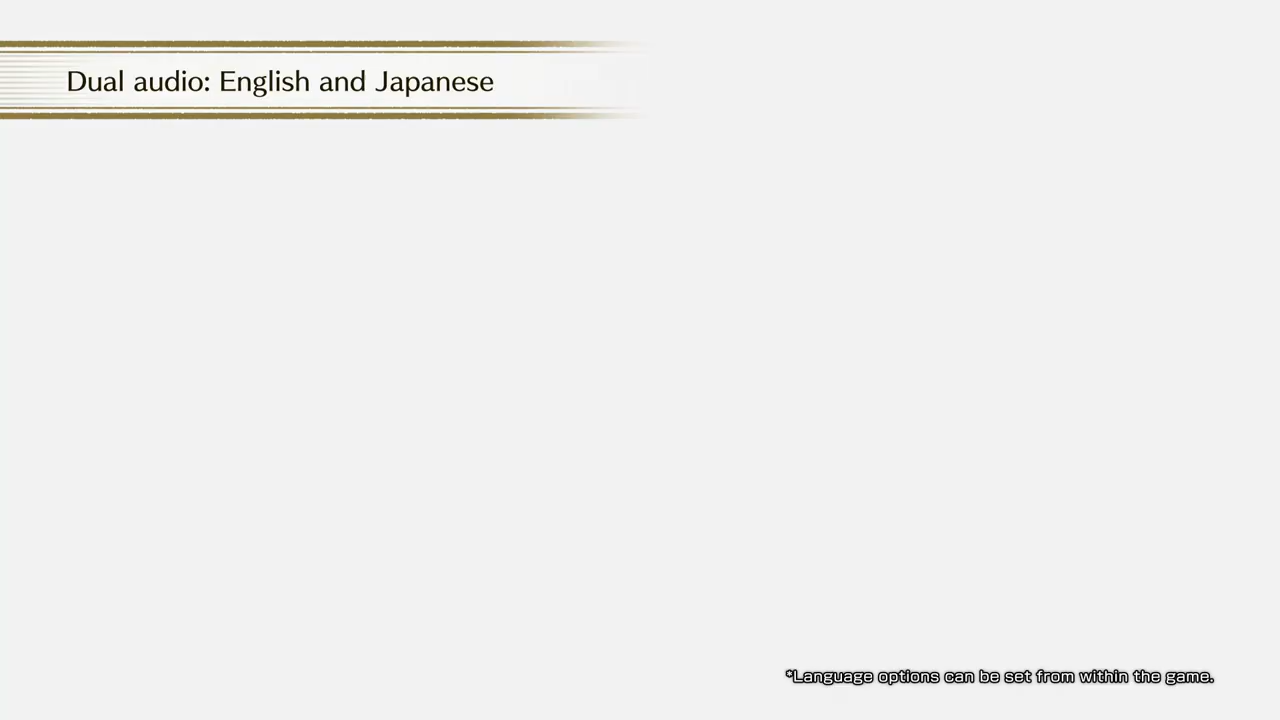 Dual audio: English and Japanese
*Language options can be set from within the game.